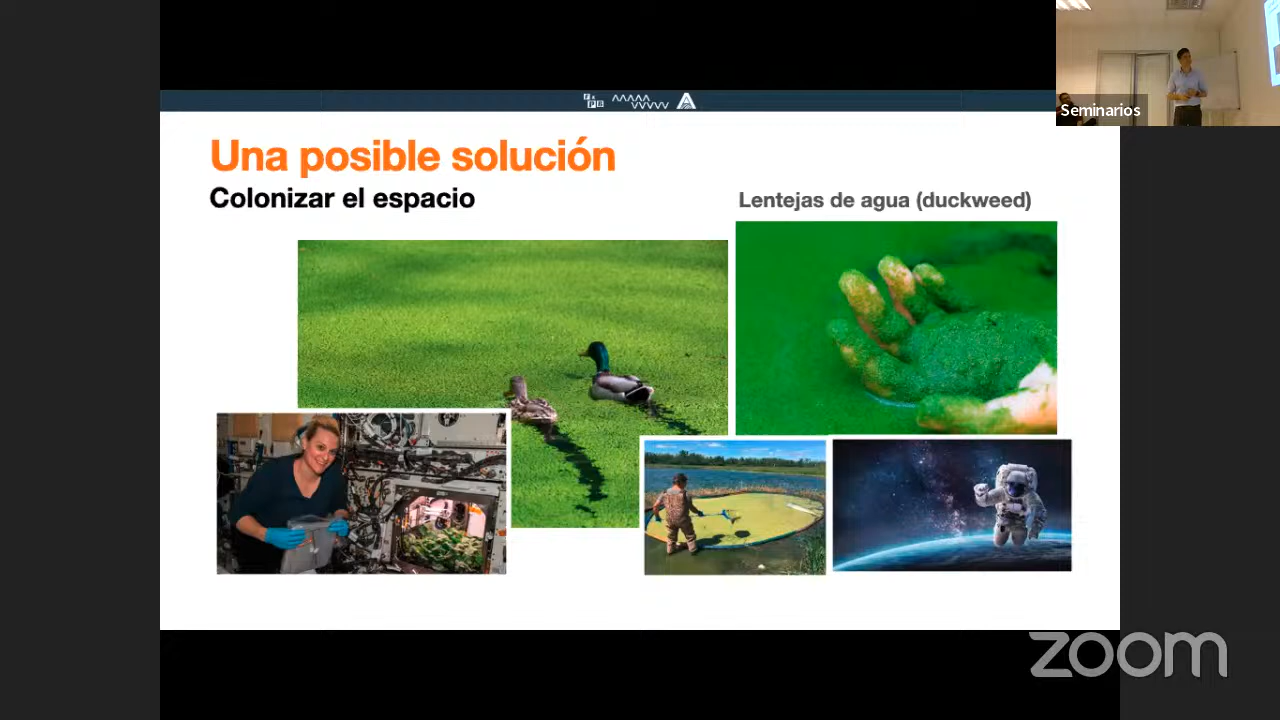 Seminarios
Una posible solución
Colonizar el espacio
Lentejas de agua (duckweed)
zoom